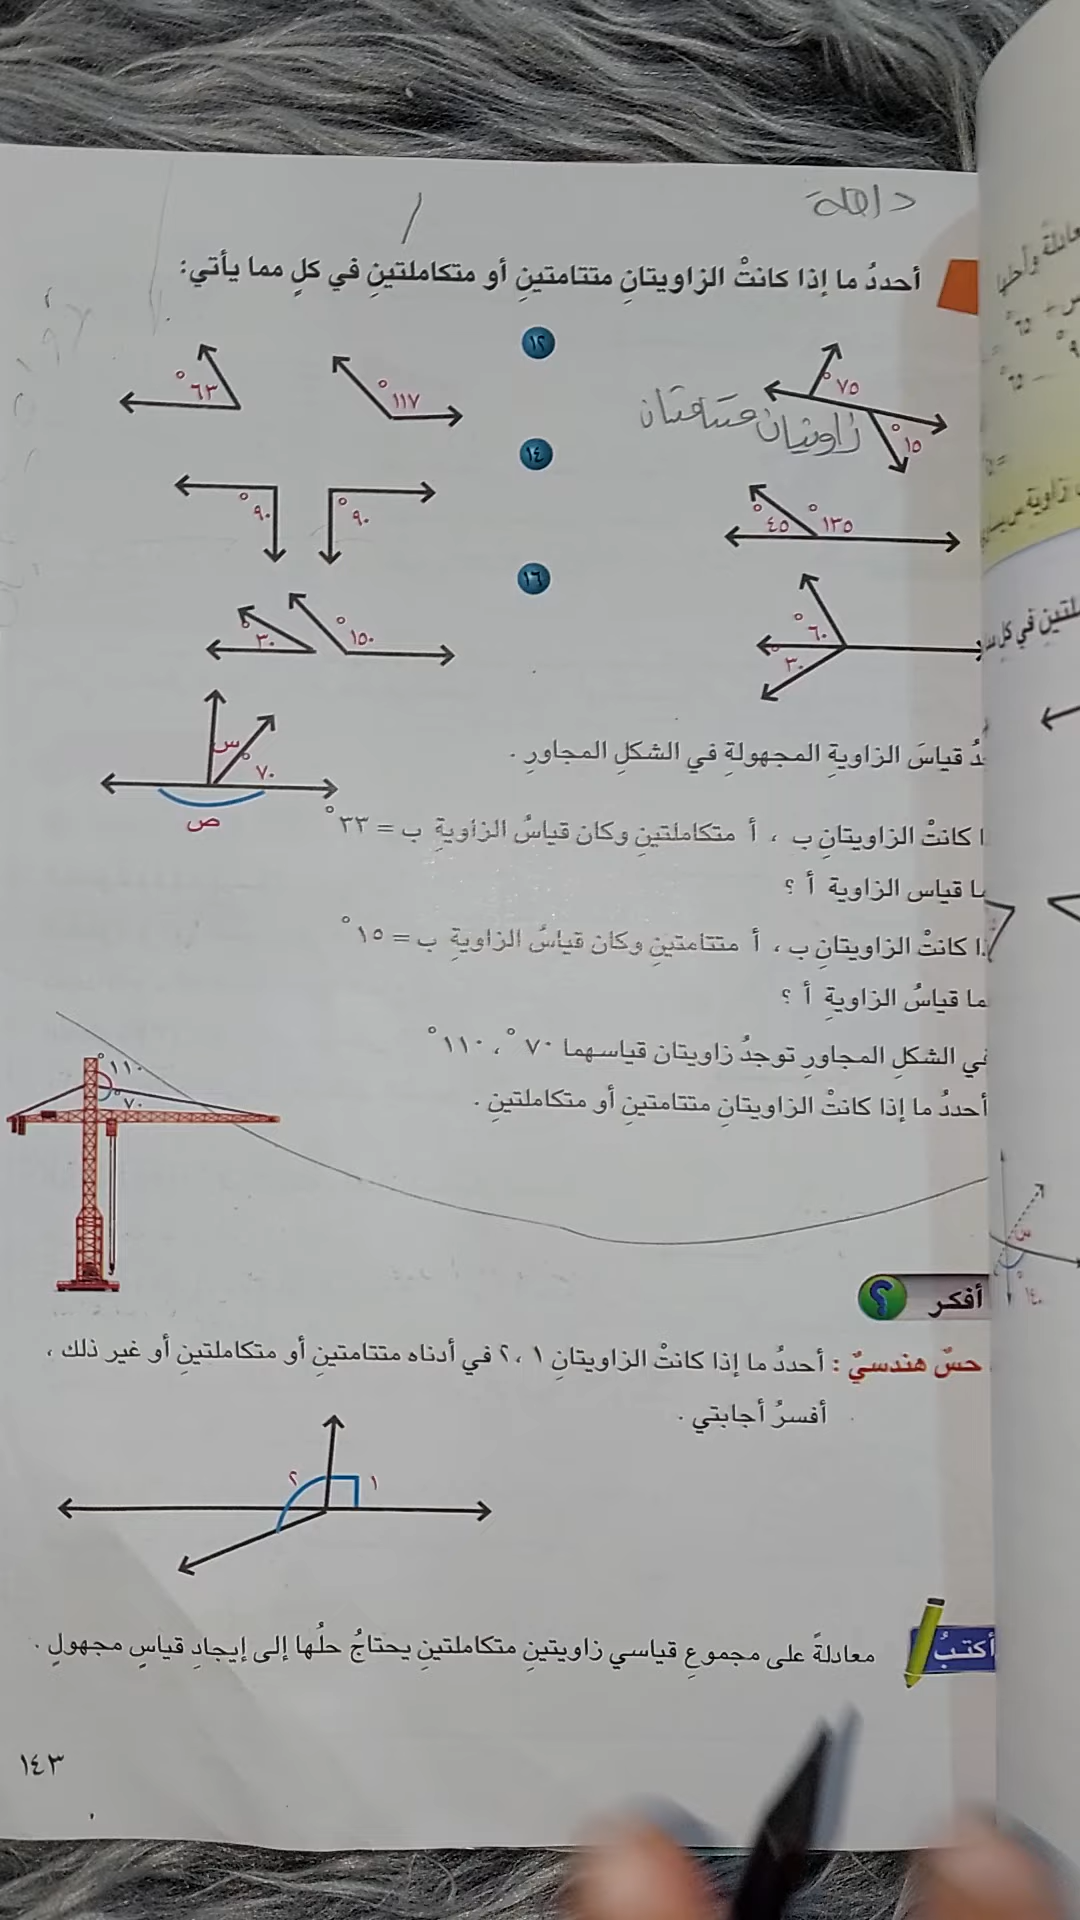 أحددُ ما إذا كانتْ الزاويتانِ متتامتينِ أو متكاملتينِ في كلٍ مما يأتي:
٧٥° ١٥°
زاويتان متتامتان
١٢ ١١٧° ٦٣°
١٣٥° ٤٥°
١٤ ٩٠° ٩٠°
٦٠° ٣٠°
١٦ ١٥٠° ٣٠°
قياسَ الزاويةِ المجهولةِ في الشكلِ المجاورِ .
س ٧٠° ص
كانتْ الزاويتانِ ب ، أ متكاملتينِ وكان قياسُ الزاويةِ ب = ٣٣°
ما قياس الزاوية أ ؟
كانتْ الزاويتانِ ب ، أ متتامتينِ وكان قياسُ الزاويةِ ب = ١٥°
ما قياسُ الزاويةِ أ ؟
في الشكلِ المجاورِ توجدُ زاويتان قياسهما ٧٠° ، ١١٠°
أحددُ ما إذا كانتْ الزاويتانِ متتامتينِ أو متكاملتينِ .
١١٠°
٧٠°
أفكر ؟
حسٌ هندسيٌ : أحددُ ما إذا كانتْ الزاويتانِ ١ ، ٢ في أدناه متتامتينِ أو متكاملتينِ أو غير ذلك ،
أفسرُ أجابتي .
٢ ١
أكتبُ معادلةً على مجموعِ قياسي زاويتينِ متكاملتينِ يحتاجُ حلُها إلى إيجادِ قياسٍ مجهولٍ .
١٤٣
س
١٤٠°